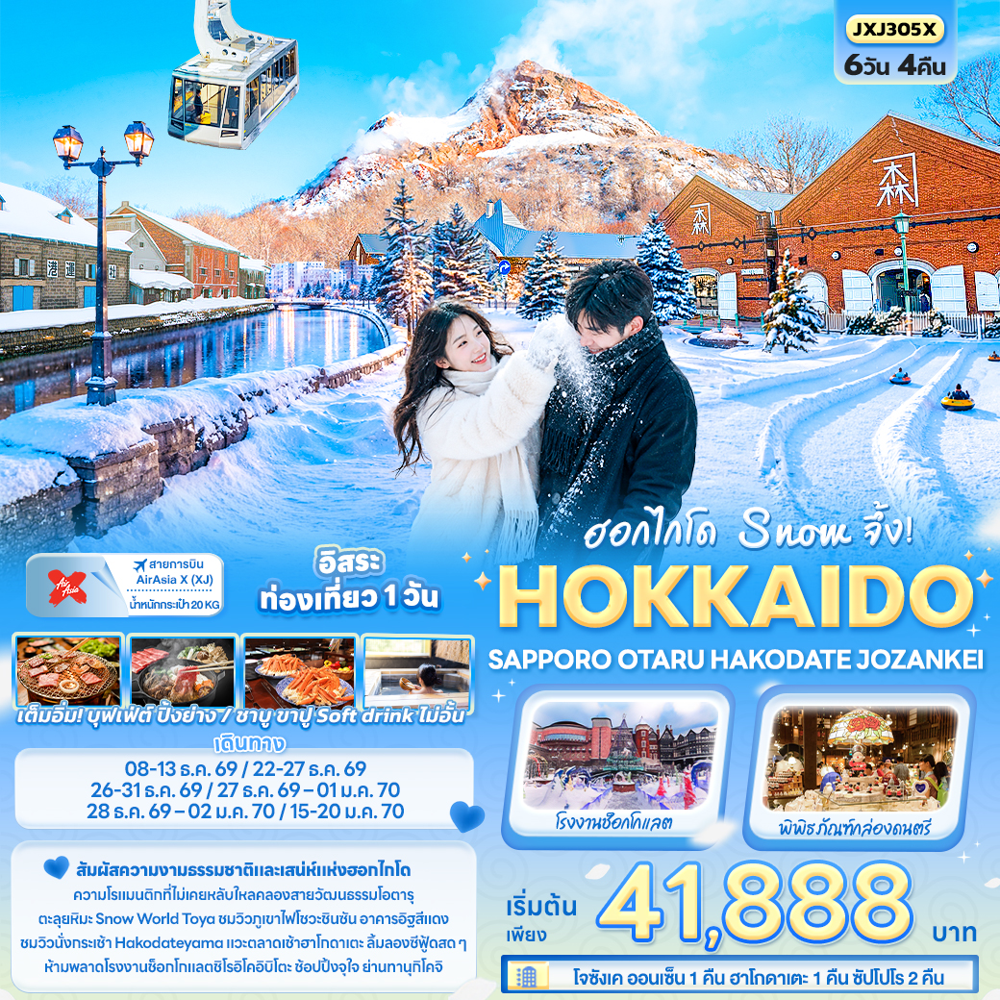 JXJ305X
6วัน 4คืน
森
森
ฮอกไกโด Snow จึ้ง!
HOKKAIDO
SAPPORO OTARU HAKODATE JOZANKEI
Air Asia
สายการบิน
AirAsia X (XJ)
น้ำหนักกระเป๋า 20 KG
อิสระ
ท่องเที่ยว 1 วัน
เต็มอิ่ม! บุฟเฟ่ต์ ปิ้งย่าง / ชาบู ขาปู Soft drink ไม่อั้น
เดินทาง
08-13 ธ.ค. 69 / 22-27 ธ.ค. 69
26-31 ธ.ค. 69 / 27 ธ.ค. 69 – 01 ม.ค. 70
28 ธ.ค. 69 – 02 ม.ค. 70 / 15-20 ม.ค. 70
โรงงานช็อกโกแลต
พิพิธภัณฑ์กล่องดนตรี
สัมผัสความงามธรรมชาติและเสน่ห์แห่งฮอกไกโด
ความโรแมนติกที่ไม่เคยหลับใหลคลองสายวัฒนธรรมโอตารุ
ตะลุยหิมะ Snow World Toya ชมวิวภูเขาไฟโชวะชินซัน อาคารอิฐสีแดง
ชมวิวนั่งกระเช้า Hakodateyama แวะตลาดเช้าฮาโกดาเตะ ลิ้มลองซีฟู้ดสด ๆ
ห้ามพลาดโรงงานช็อกโกแลตชิโรอิโคอิบิโตะ ช้อปปิ้งจุใจ ย่านทานุกิโคจิ
เริ่มต้น
เพียง
41,888
บาท
โจซังเค ออนเซ็น 1 คืน ฮาโกดาเตะ 1 คืน ซัปโปโร 2 คืน